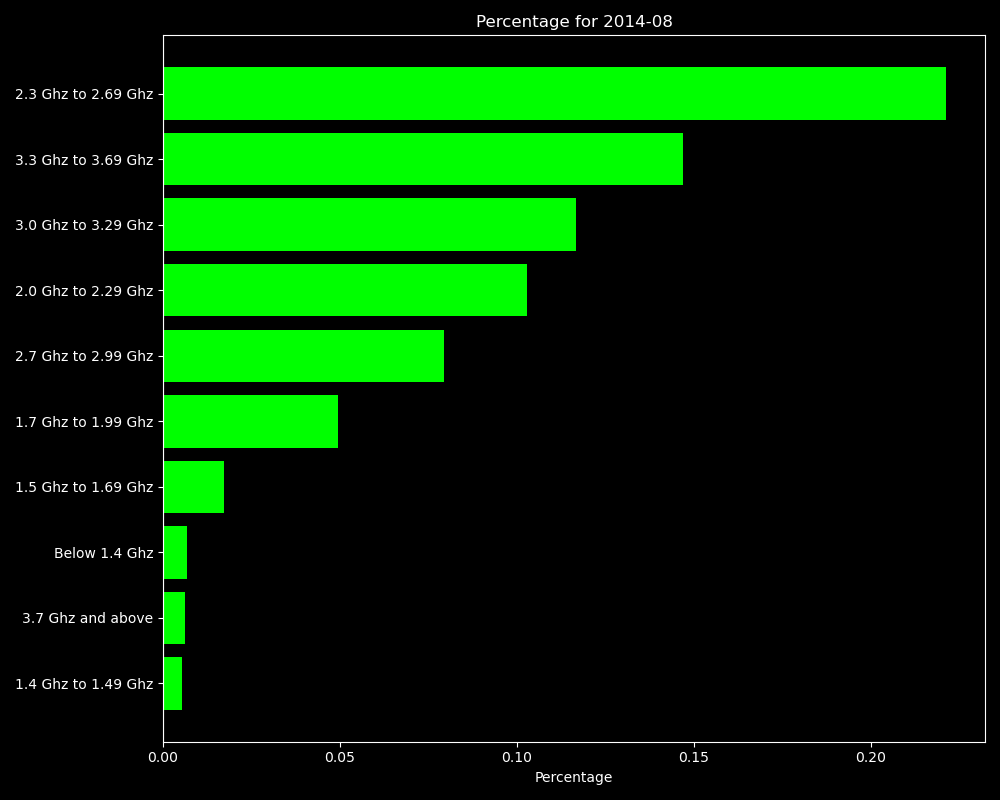 Percentage for 2014-08
2.3 Ghz to 2.69 Ghz
3.3 Ghz to 3.69 Ghz
3.0 Ghz to 3.29 Ghz
2.0 Ghz to 2.29 Ghz
2.7 Ghz to 2.99 Ghz
1.7 Ghz to 1.99 Ghz
1.5 Ghz to 1.69 Ghz
Below 1.4 Ghz
3.7 Ghz and above
1.4 Ghz to 1.49 Ghz
0.00 0.05 0.10 0.15 0.20
Percentage